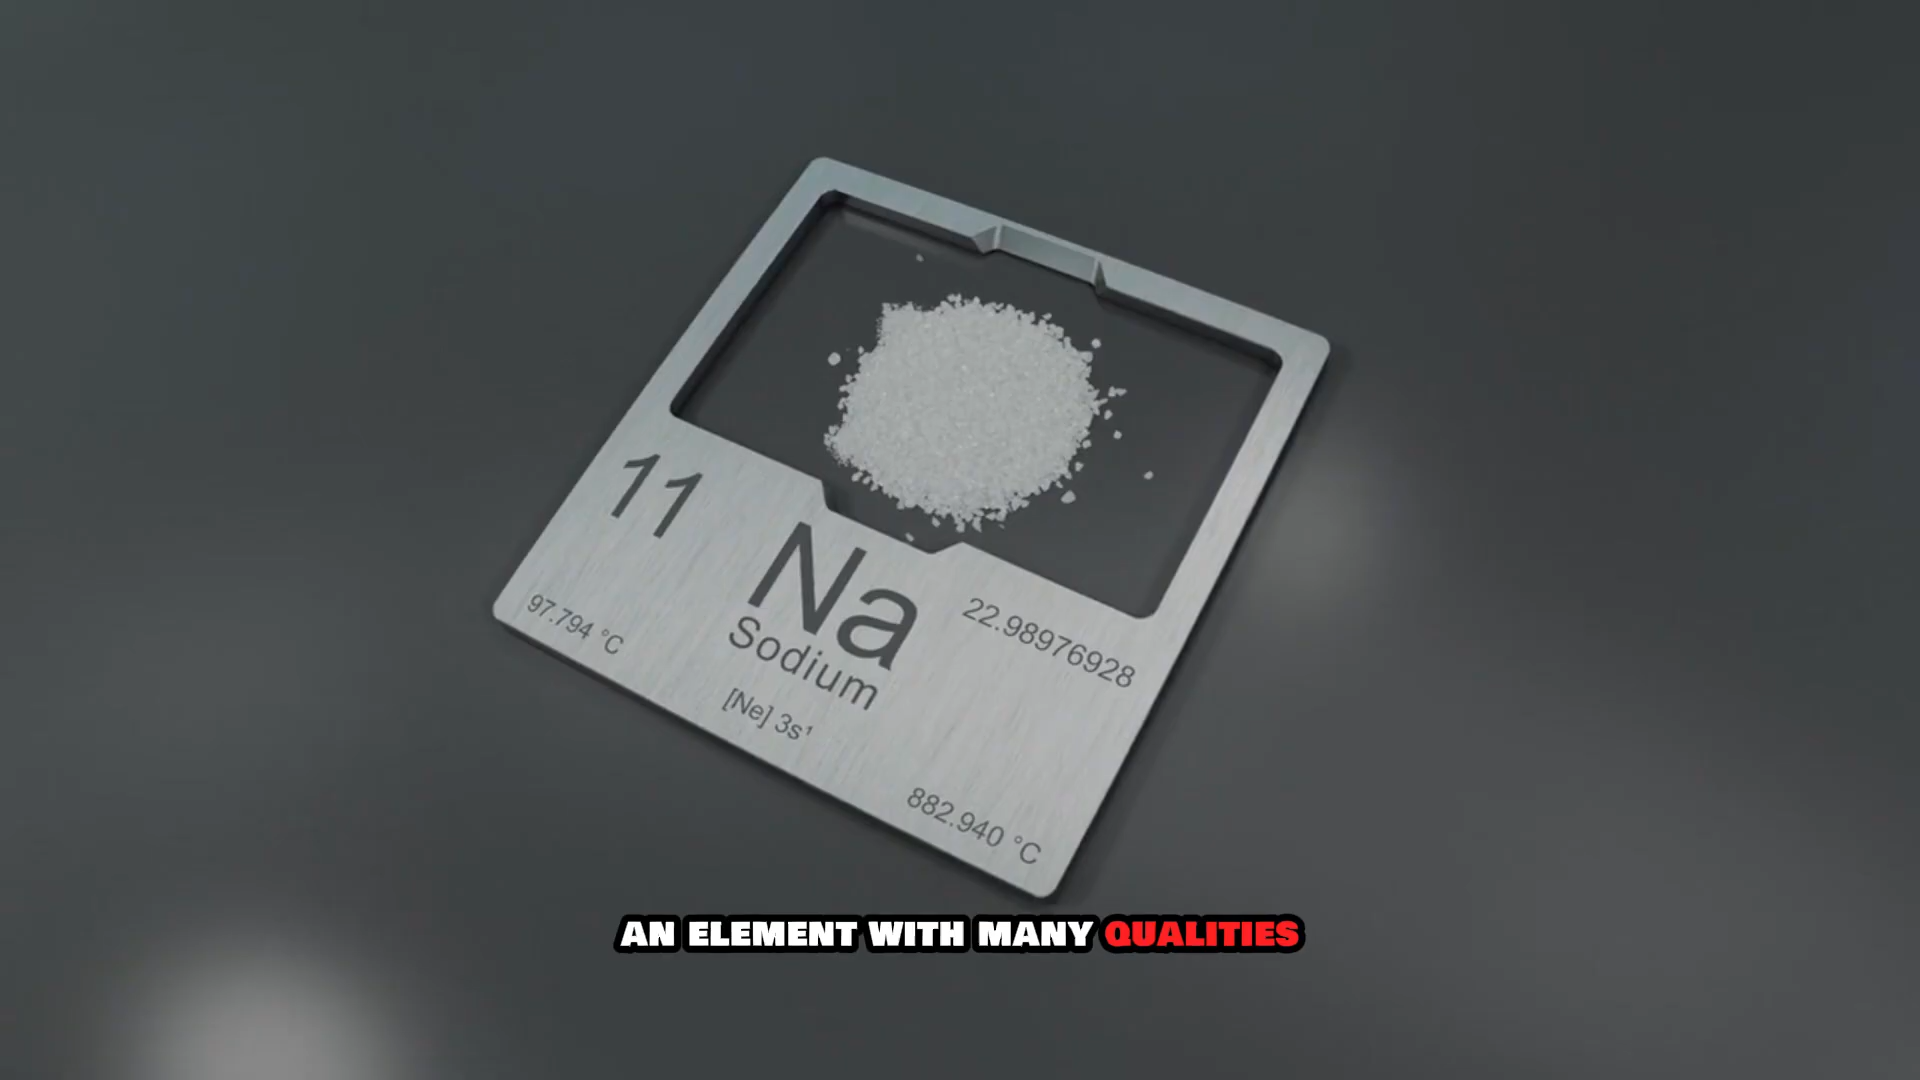 11
Na
Sodium
22.98976928
97.794 °C
[Ne] 3s¹
882.940 °C
AN ELEMENT WITH MANY QUALITIES